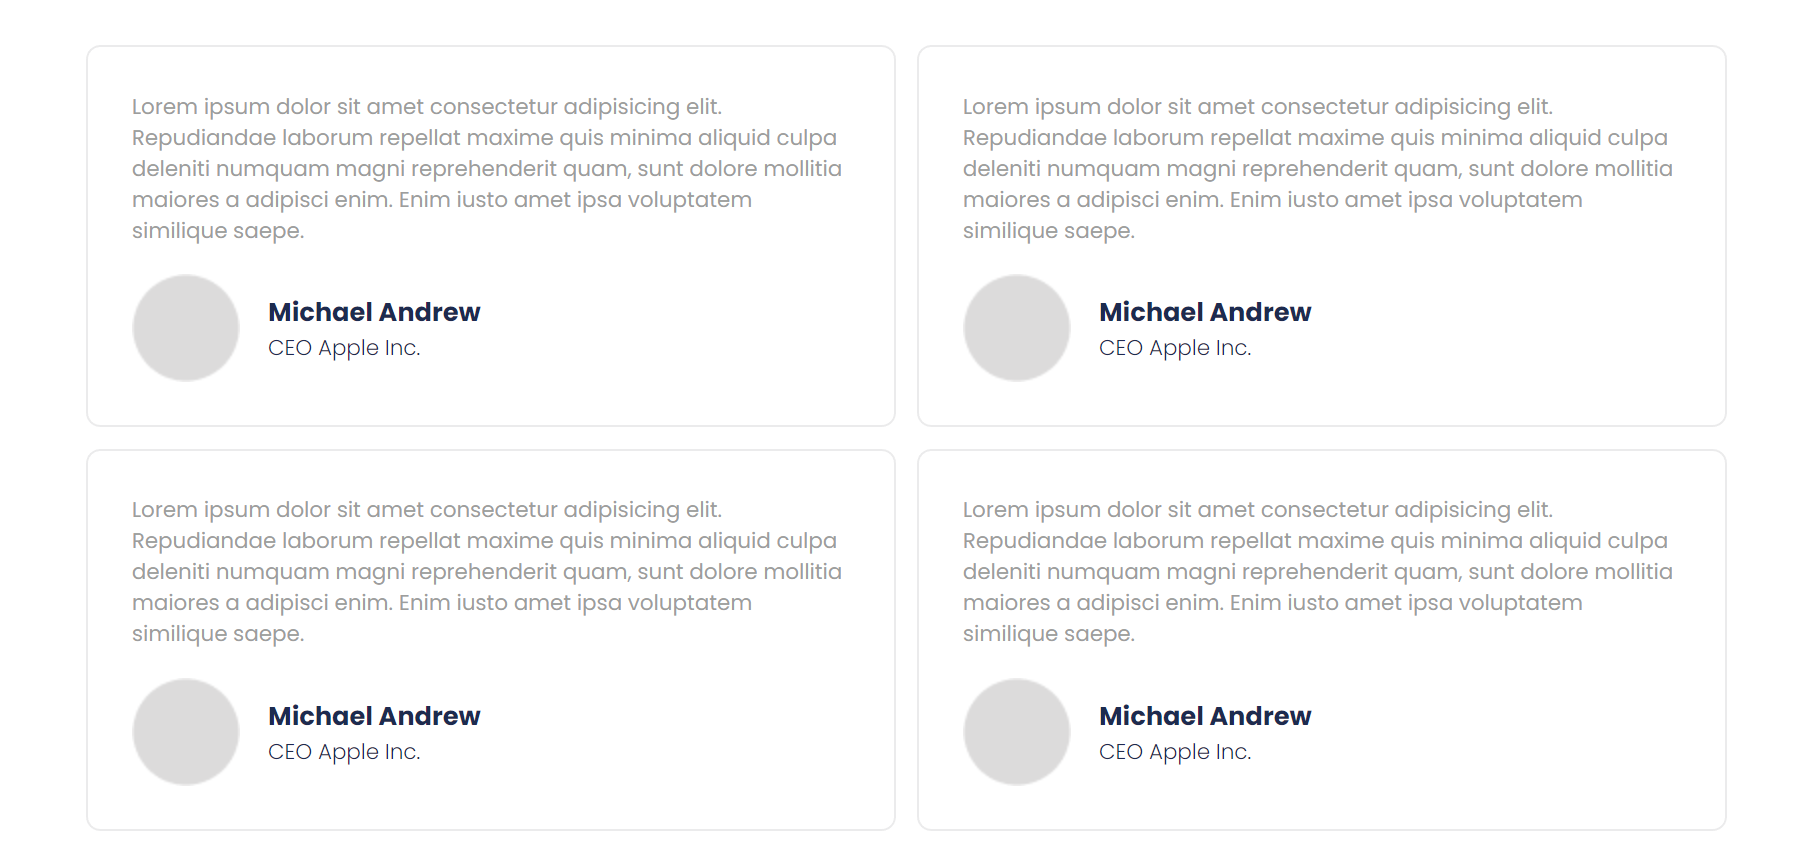 Lorem ipsum dolor sit amet consectetur adipisicing elit.
Repudiandae laborum repellat maxime quis minima aliquid culpa
deleniti numquam magni reprehenderit quam, sunt dolore mollitia
maiores a adipisci enim. Enim iusto amet ipsa voluptatem
similique saepe.
Michael Andrew
CEO Apple Inc.
Lorem ipsum dolor sit amet consectetur adipisicing elit.
Repudiandae laborum repellat maxime quis minima aliquid culpa
deleniti numquam magni reprehenderit quam, sunt dolore mollitia
maiores a adipisci enim. Enim iusto amet ipsa voluptatem
similique saepe.
Michael Andrew
CEO Apple Inc.
Lorem ipsum dolor sit amet consectetur adipisicing elit.
Repudiandae laborum repellat maxime quis minima aliquid culpa
deleniti numquam magni reprehenderit quam, sunt dolore mollitia
maiores a adipisci enim. Enim iusto amet ipsa voluptatem
similique saepe.
Michael Andrew
CEO Apple Inc.
Lorem ipsum dolor sit amet consectetur adipisicing elit.
Repudiandae laborum repellat maxime quis minima aliquid culpa
deleniti numquam magni reprehenderit quam, sunt dolore mollitia
maiores a adipisci enim. Enim iusto amet ipsa voluptatem
similique saepe.
Michael Andrew
CEO Apple Inc.